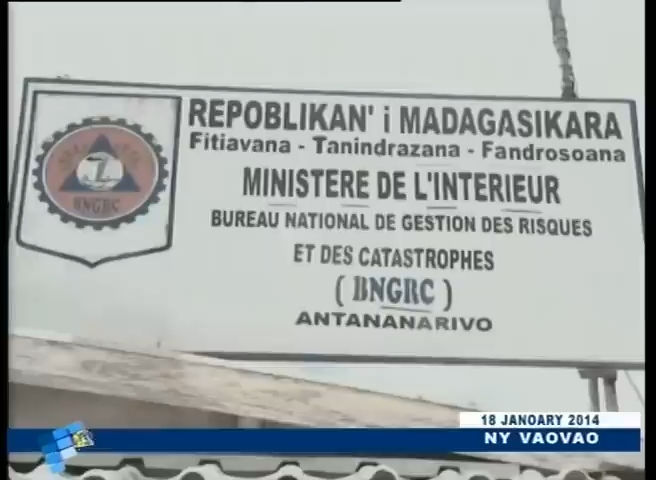 REPOBLIKAN' i MADAGASIKARA
Fitiavana - Tanindrazana - Fandrosoana
MINISTERE DE L'INTERIEUR
BUREAU NATIONAL DE GESTION DES RISQUES
ET DES CATASTROPHES
( BNGRC )
ANTANANARIVO
BNGRC
18 JANOARY 2014
NY VAOVAO